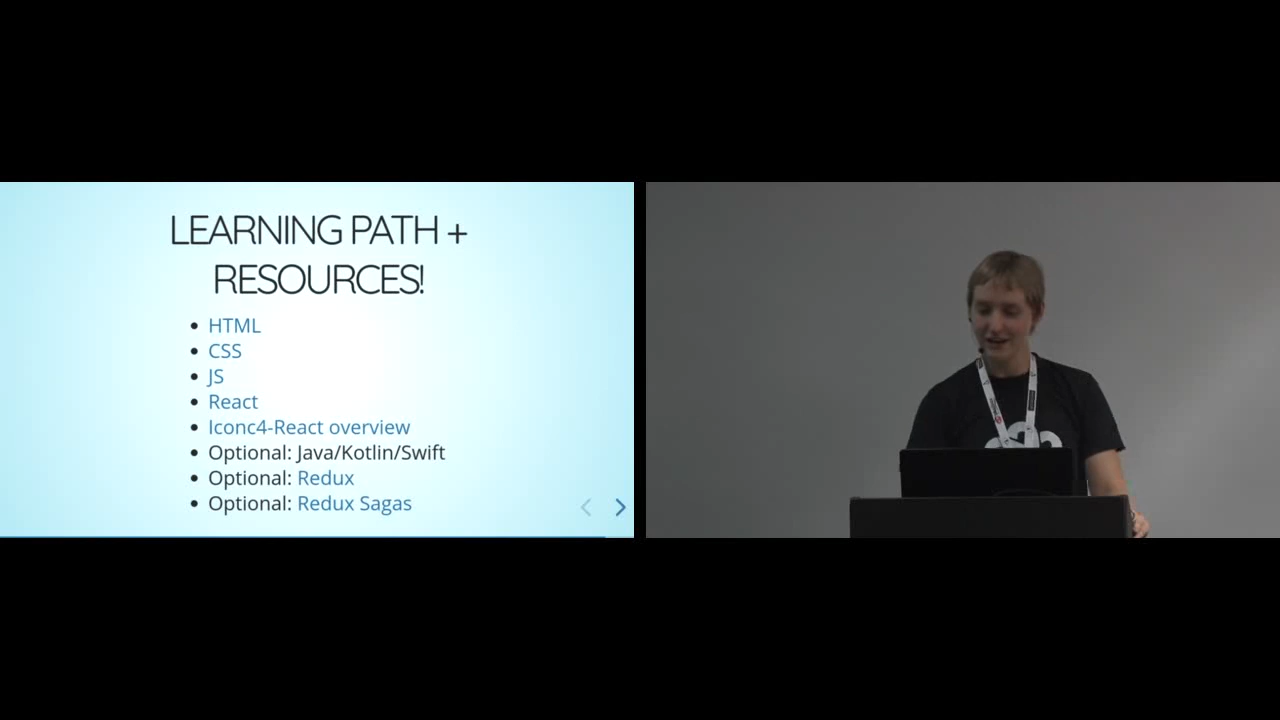 LEARNING PATH +
RESOURCES!
HTML
CSS
JS
React
Iconc4-React overview
Optional: Java/Kotlin/Swift
Optional: Redux
Optional: Redux Sagas